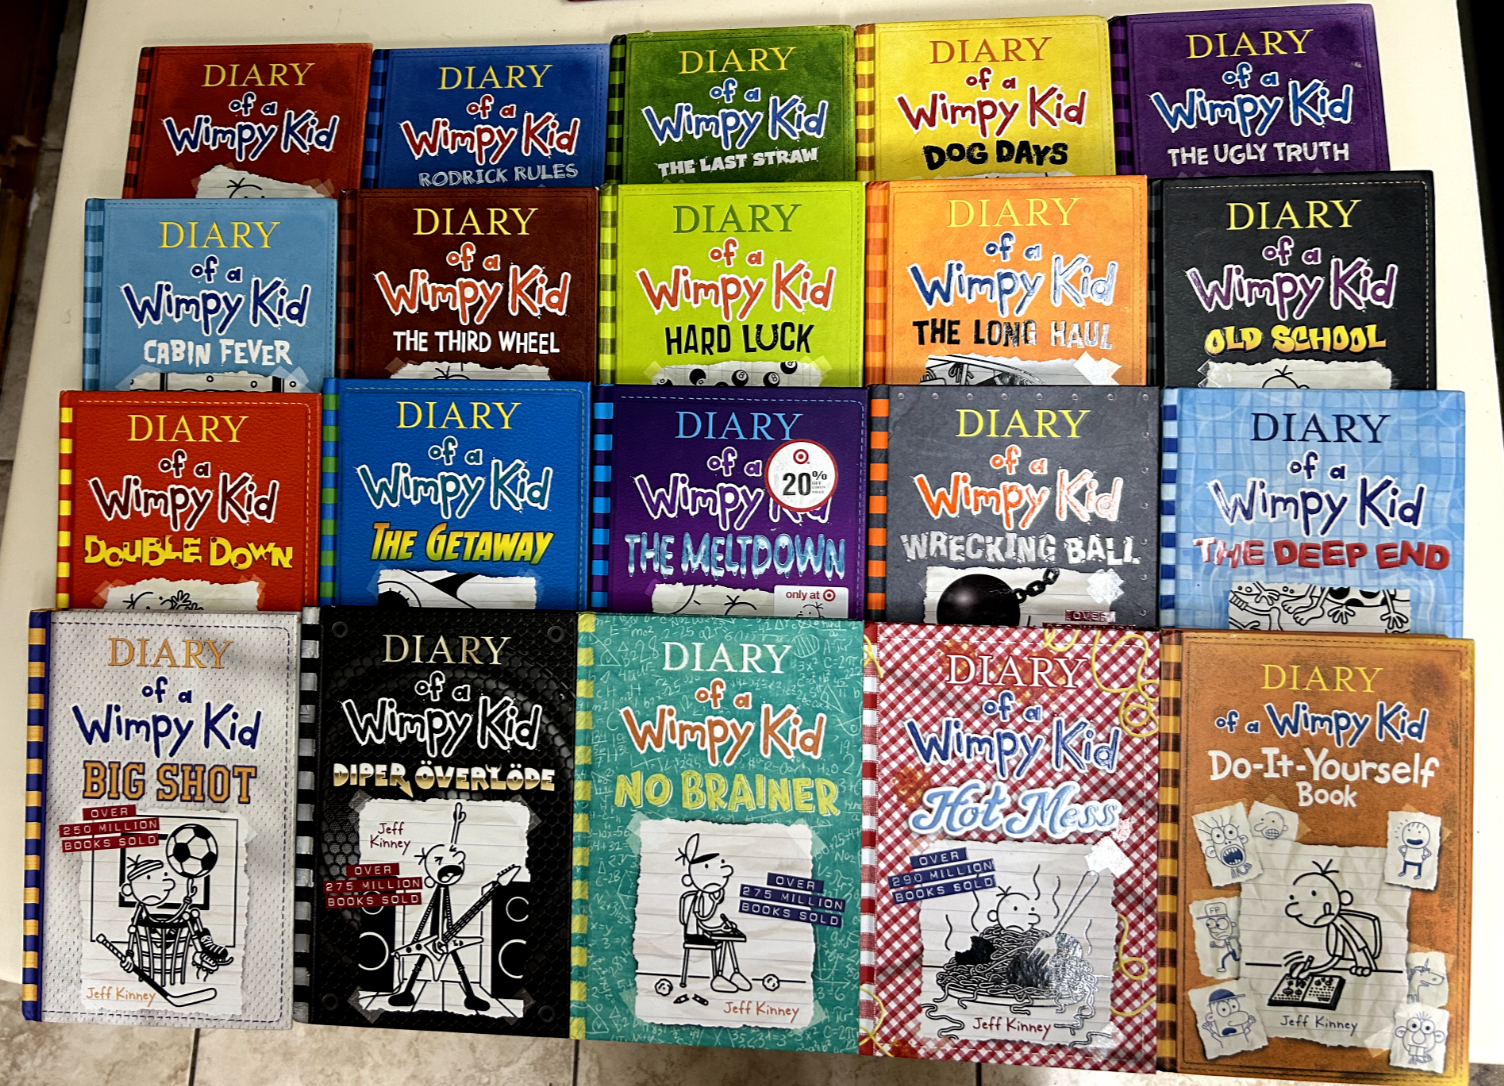 DIARY
of a
Wimpy Kid
DIARY
of a
Wimpy Kid
RODRICK RULES
DIARY
of a
Wimpy Kid
THE LAST STRAW
DIARY
of a
Wimpy Kid
DOG DAYS
DIARY
of a
Wimpy Kid
THE UGLY TRUTH
DIARY
of a
Wimpy Kid
CABIN FEVER
DIARY
of a
Wimpy Kid
THE THIRD WHEEL
DIARY
of a
Wimpy Kid
HARD LUCK
DIARY
of a
Wimpy Kid
THE LONG HAUL
DIARY
of a
Wimpy Kid
OLD SCHOOL
DIARY
of a
Wimpy Kid
DOUBLE DOWN
DIARY
of a
Wimpy Kid
THE GETAWAY
DIARY
of a
Wimpy Kid
20%
THE MELTDOWN
only at
DIARY
of a
Wimpy Kid
WRECKING BALL
OVER
DIARY
of a
Wimpy Kid
THE DEEP END
DIARY
of a
Wimpy Kid
BIG SHOT
OVER
250 MILLION
BOOKS SOLD
Jeff Kinney
DIARY
of a
Wimpy Kid
DIPER ÖVERLÖDE
Jeff
Kinney
OVER
275 MILLION
BOOKS SOLD
DIARY
of a
Wimpy Kid
NO BRAINER
OVER
275 MILLION
BOOKS SOLD
Jeff Kinney
DIARY
of a
Wimpy Kid
Hot Mess
OVER
290 MILLION
BOOKS SOLD
Jeff Kinney
DIARY
of a Wimpy Kid
Do-It-Yourself
Book
FP
Jeff Kinney